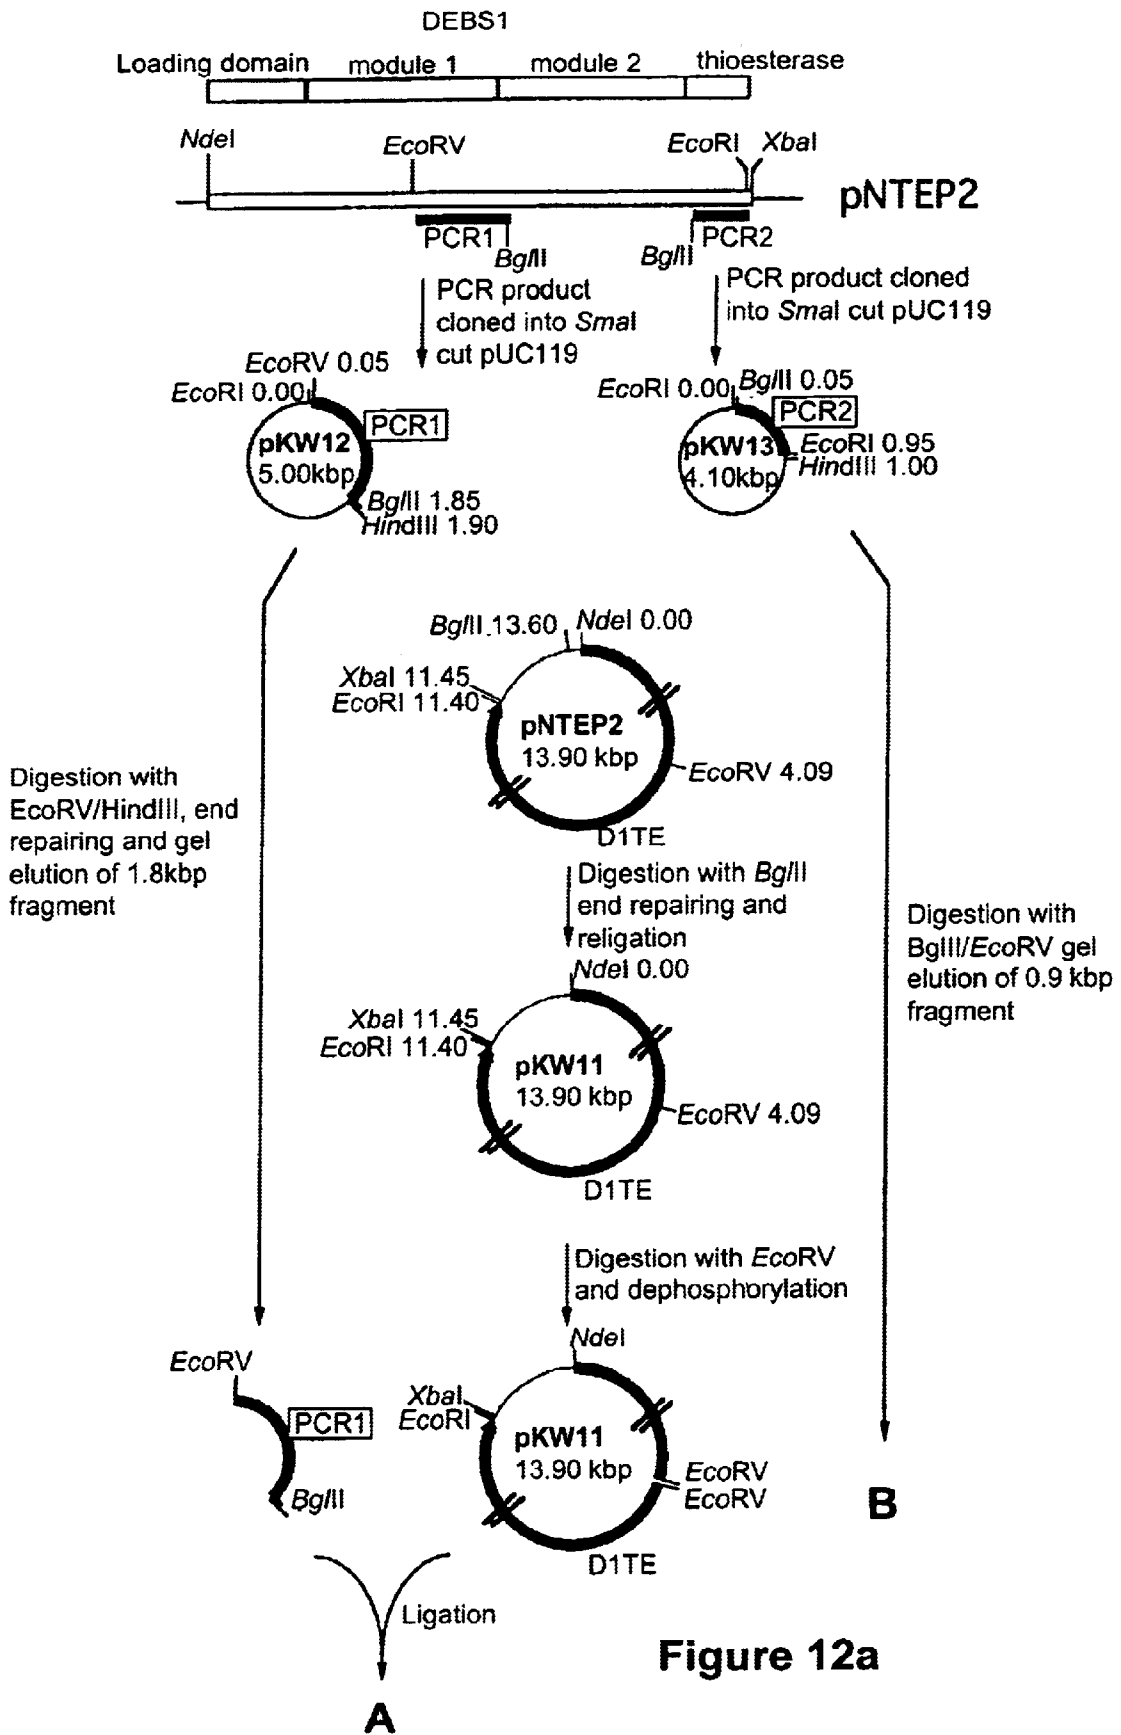 DEBS1
Loading domain module 1 module 2 thioesterase
NdeI EcoRV EcoRI XbaI
pNTEP2
PCR1 PCR2
BglII BglII
PCR product
cloned into SmaI
cut pUC119
PCR product cloned
into SmaI cut pUC119
EcoRV 0.05
EcoRI 0.00
PCR1
pKW12
5.00kbp
BglII 1.85
HindIII 1.90
EcoRI 0.00 BglII 0.05
PCR2
pKW13
4.10kbp
EcoRI 0.95
HindIII 1.00
BglII 13.60 NdeI 0.00
XbaI 11.45
EcoRI 11.40
pNTEP2
13.90 kbp
EcoRV 4.09
D1TE
Digestion with
EcoRV/HindIII, end
repairing and gel
elution of 1.8kbp
fragment
Digestion with BglII
end repairing and
religation
Digestion with
BglII/EcoRV gel
elution of 0.9 kbp
fragment
NdeI 0.00
XbaI 11.45
EcoRI 11.40
pKW11
13.90 kbp
EcoRV 4.09
D1TE
Digestion with EcoRV
and dephosphorylation
EcoRV
PCR1
BglII
NdeI
XbaI
EcoRI
pKW11
13.90 kbp
EcoRV
EcoRV
D1TE
B
Ligation
A
Figure 12a